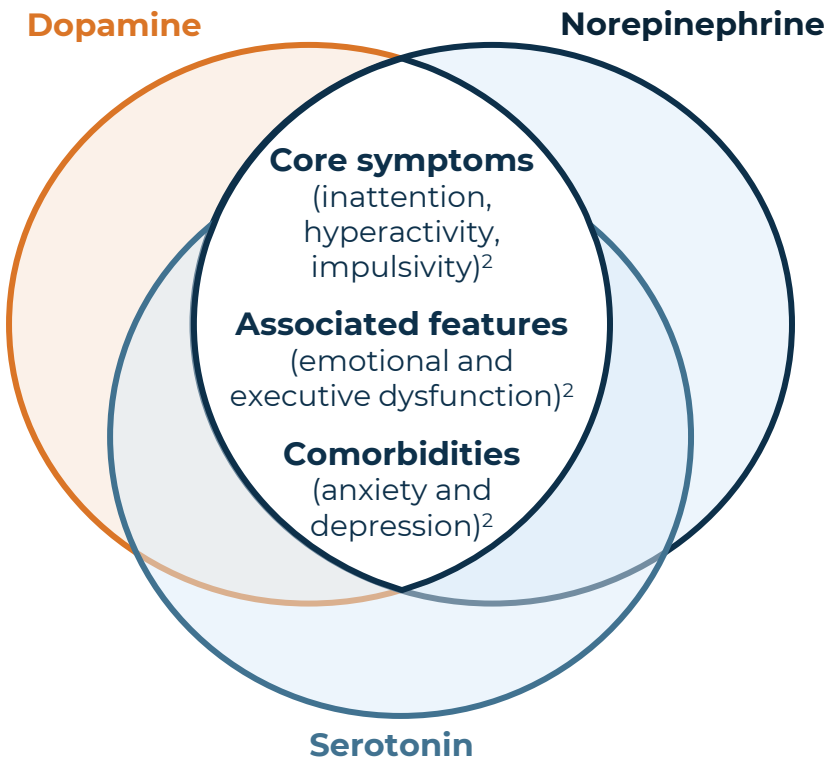 Dopamine
Norepinephrine
Core symptoms
(inattention,
hyperactivity,
impulsivity)²
Associated features
(emotional and
executive dysfunction)²
Comorbidities
(anxiety and
depression)²
Serotonin